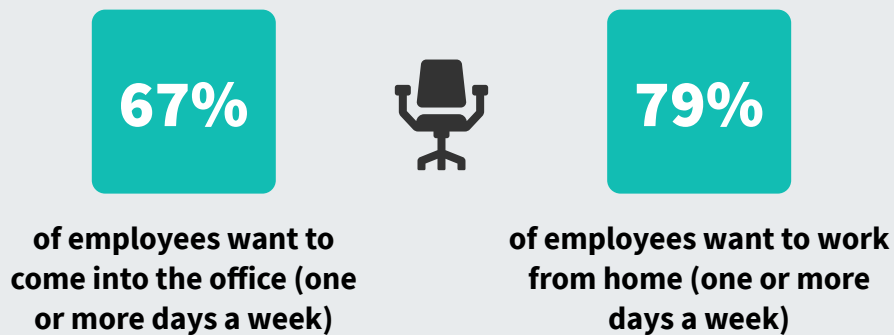 67%
of employees want to
come into the office (one
or more days a week)
79%
of employees want to work
from home (one or more
days a week)